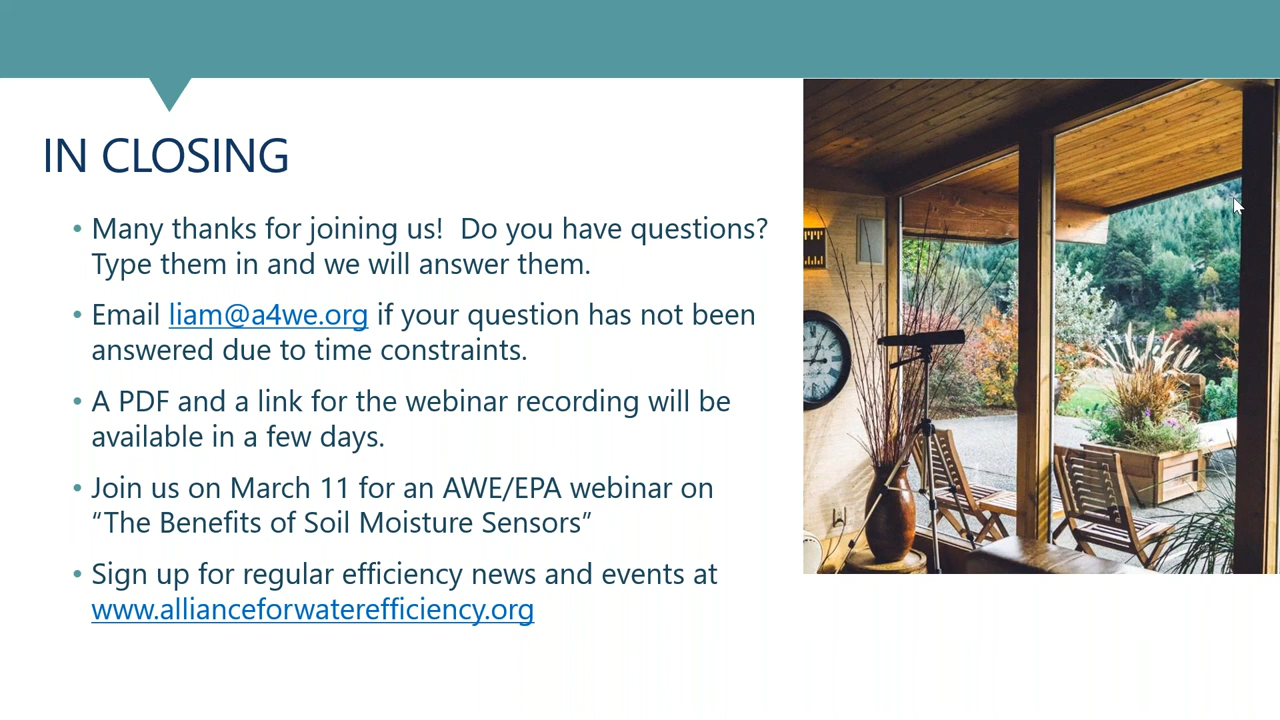 IN CLOSING
• Many thanks for joining us!  Do you have questions?
Type them in and we will answer them.
• Email liam@a4we.org if your question has not been
answered due to time constraints.
• A PDF and a link for the webinar recording will be
available in a few days.
• Join us on March 11 for an AWE/EPA webinar on
“The Benefits of Soil Moisture Sensors”
• Sign up for regular efficiency news and events at
www.allianceforwaterefficiency.org